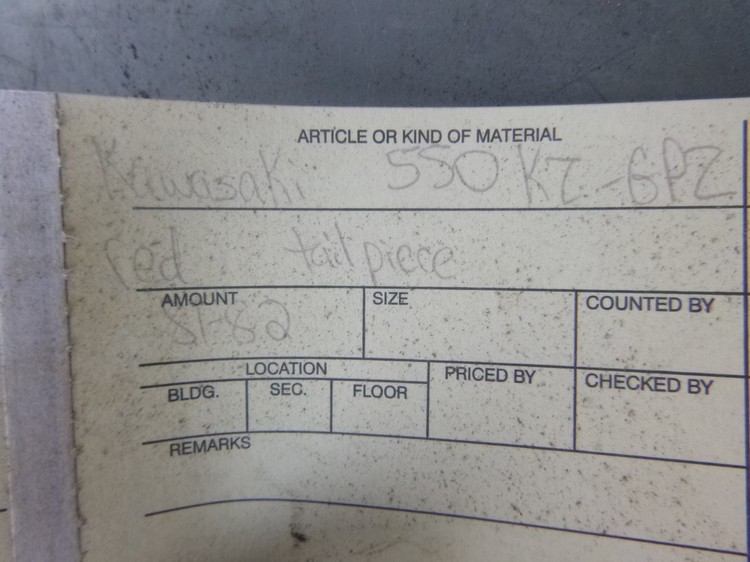 ARTICLE OR KIND OF MATERIAL
Kawasaki 550 KZ-GPZ
red tail piece
AMOUNT SIZE COUNTED BY
81-82
LOCATION PRICED BY CHECKED BY
BLDG. SEC. FLOOR
REMARKS